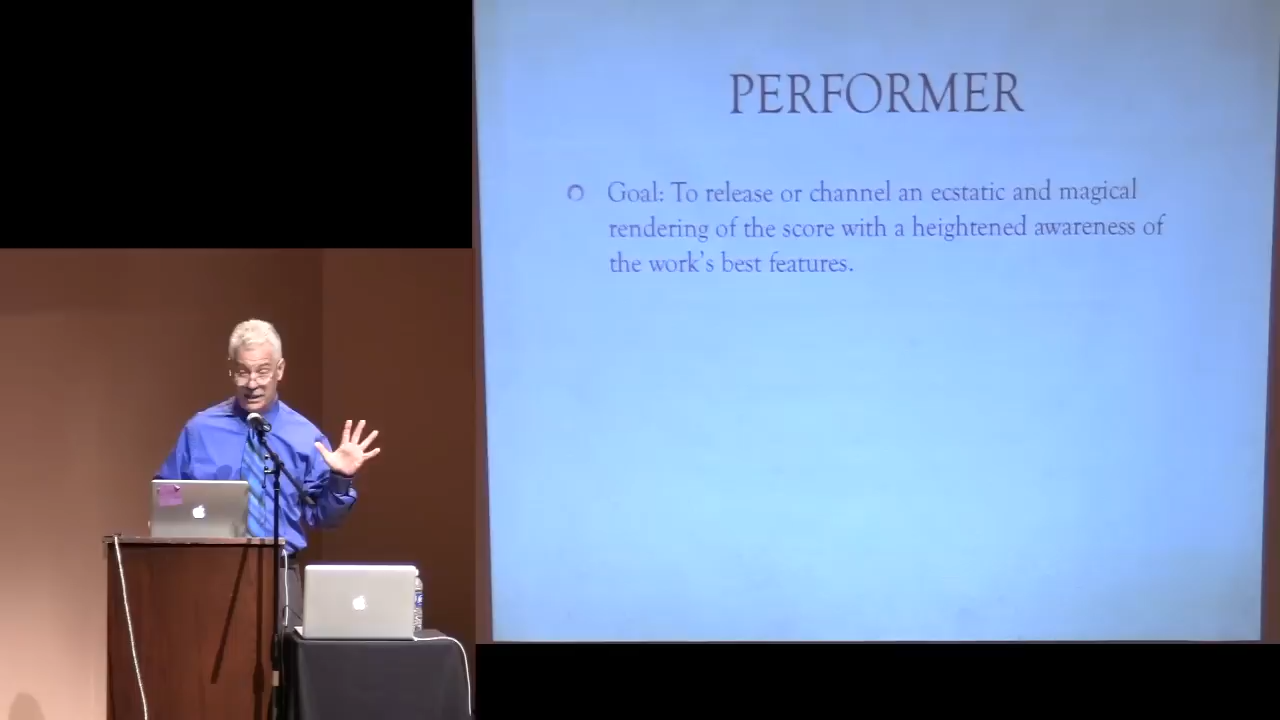 PERFORMER
Goal: To release or channel an ecstatic and magical
rendering of the score with a heightened awareness of
the work's best features.